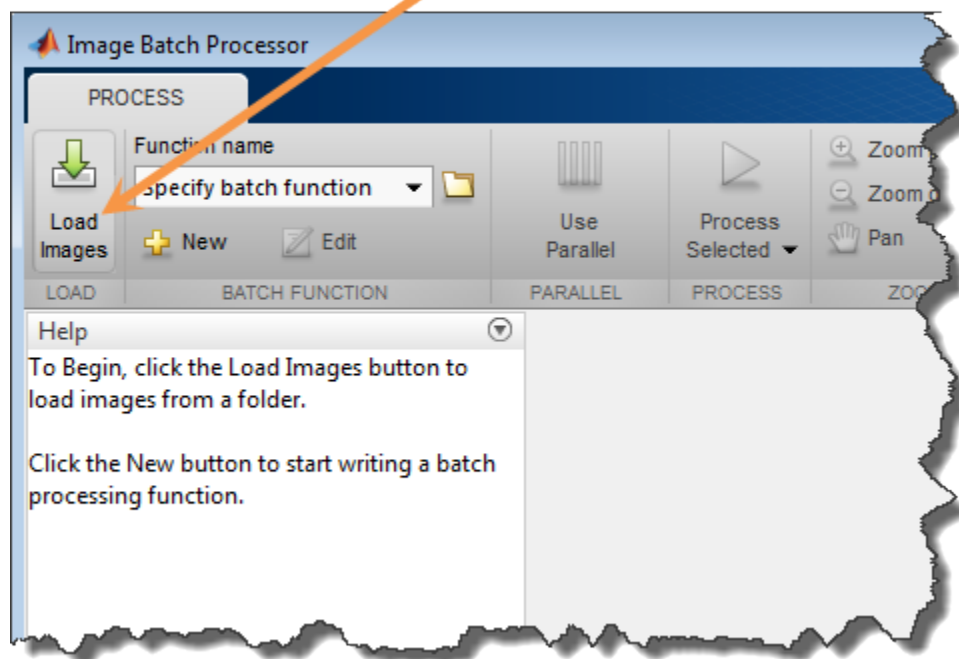 Image Batch Processor
PROCESS
Load
Images
Function name
Specify batch function
New Edit
Use
Parallel
Process
Selected
Zoom
Zoom
Pan
LOAD BATCH FUNCTION PARALLEL PROCESS
Help
To Begin, click the Load Images button to
load images from a folder.
Click the New button to start writing a batch
processing function.